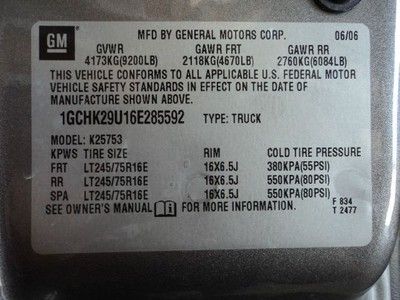 GM
MFD BY GENERAL MOTORS CORP. 06/06
GVWR GAWR FRT GAWR RR
4173KG(9200LB) 2118KG(4670LB) 2760KG(6084LB)
THIS VEHICLE CONFORMS TO ALL APPLICABLE U.S. FEDERAL MOTOR
VEHICLE SAFETY STANDARDS IN EFFECT ON THE DATE OF
MANUFACTURE SHOWN ABOVE.
1GCHK29U16E285592 TYPE: TRUCK
MODEL: K25753
KPWS TIRE SIZE RIM COLD TIRE PRESSURE
FRT LT245/75R16E 16X6.5J 380KPA(55PSI)
RR LT245/75R16E 16X6.5J 550KPA(80PSI)
SPA LT245/75R16E 16X6.5J 550KPA(80PSI)
SEE OWNER'S MANUAL FOR MORE INFORMATION. F 834
T 2477